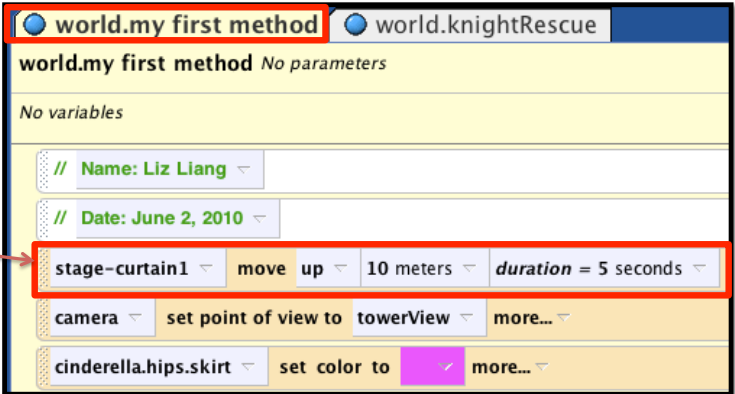 world.my first method world.knightRescue
world.my first method No parameters
No variables
// Name: Liz Liang
// Date: June 2, 2010
stage-curtain1 move up 10 meters duration = 5 seconds
camera set point of view to towerView more...
cinderella.hips.skirt set color to more...